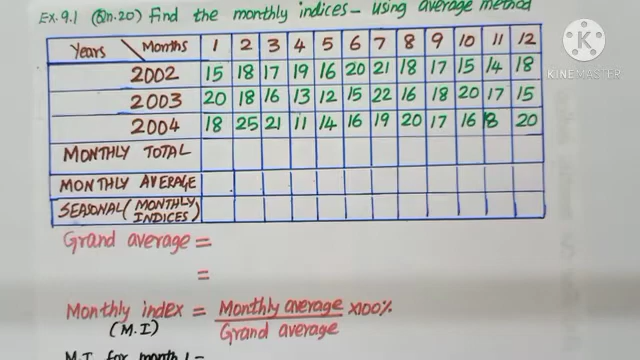 Ex. 9.1 (Qn.20) Find the monthly indices - using average method
Years \ Months 1 2 3 4 5 6 7 8 9 10 11 12
2002 15 18 17 19 16 20 21 18 17 15 14 18
2003 20 18 16 13 12 15 22 16 18 20 17 15
2004 18 25 21 11 14 16 19 20 17 16 18 20
MONTHLY TOTAL
MONTHLY AVERAGE
SEASONAL (MONTHLY INDICES)
Grand average =
=
Monthly index = Monthly average ×100%
(M.I) Grand average
M.I for month 1 =
KINEMASTER